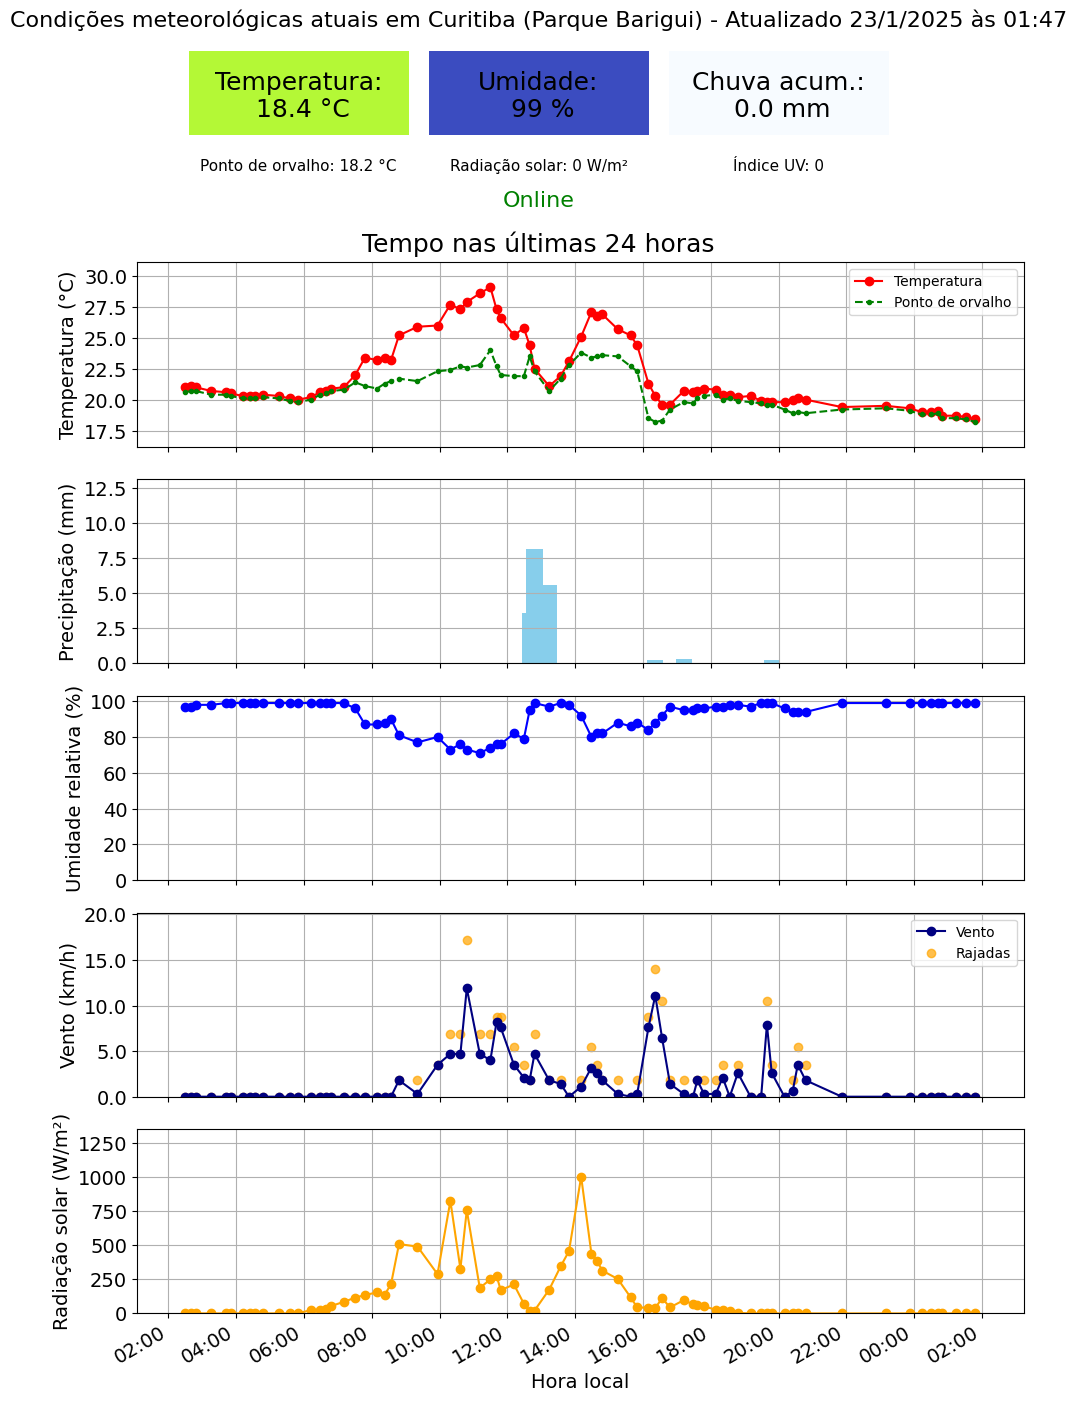 Condições meteorológicas atuais em Curitiba (Parque Barigui) - Atualizado 23/1/2025 às 01:47
Temperatura:
18.4 °C
Umidade:
99 %
Chuva acum.:
0.0 mm
Ponto de orvalho: 18.2 °C
Radiação solar: 0 W/m²
Índice UV: 0
Online
Tempo nas últimas 24 horas
Temperatura (°C)
30.0
27.5
25.0
22.5
20.0
17.5
Temperatura
Ponto de orvalho
Precipitação (mm)
12.5
10.0
7.5
5.0
2.5
0.0
Umidade relativa (%)
100
80
60
40
20
0
Vento (km/h)
20.0
15.0
10.0
5.0
0.0
Vento
Rajadas
Radiação solar (W/m²)
1250
1000
750
500
250
0
02:00 04:00 06:00 08:00 10:00 12:00 14:00 16:00 18:00 20:00 22:00 00:00 02:00
Hora local